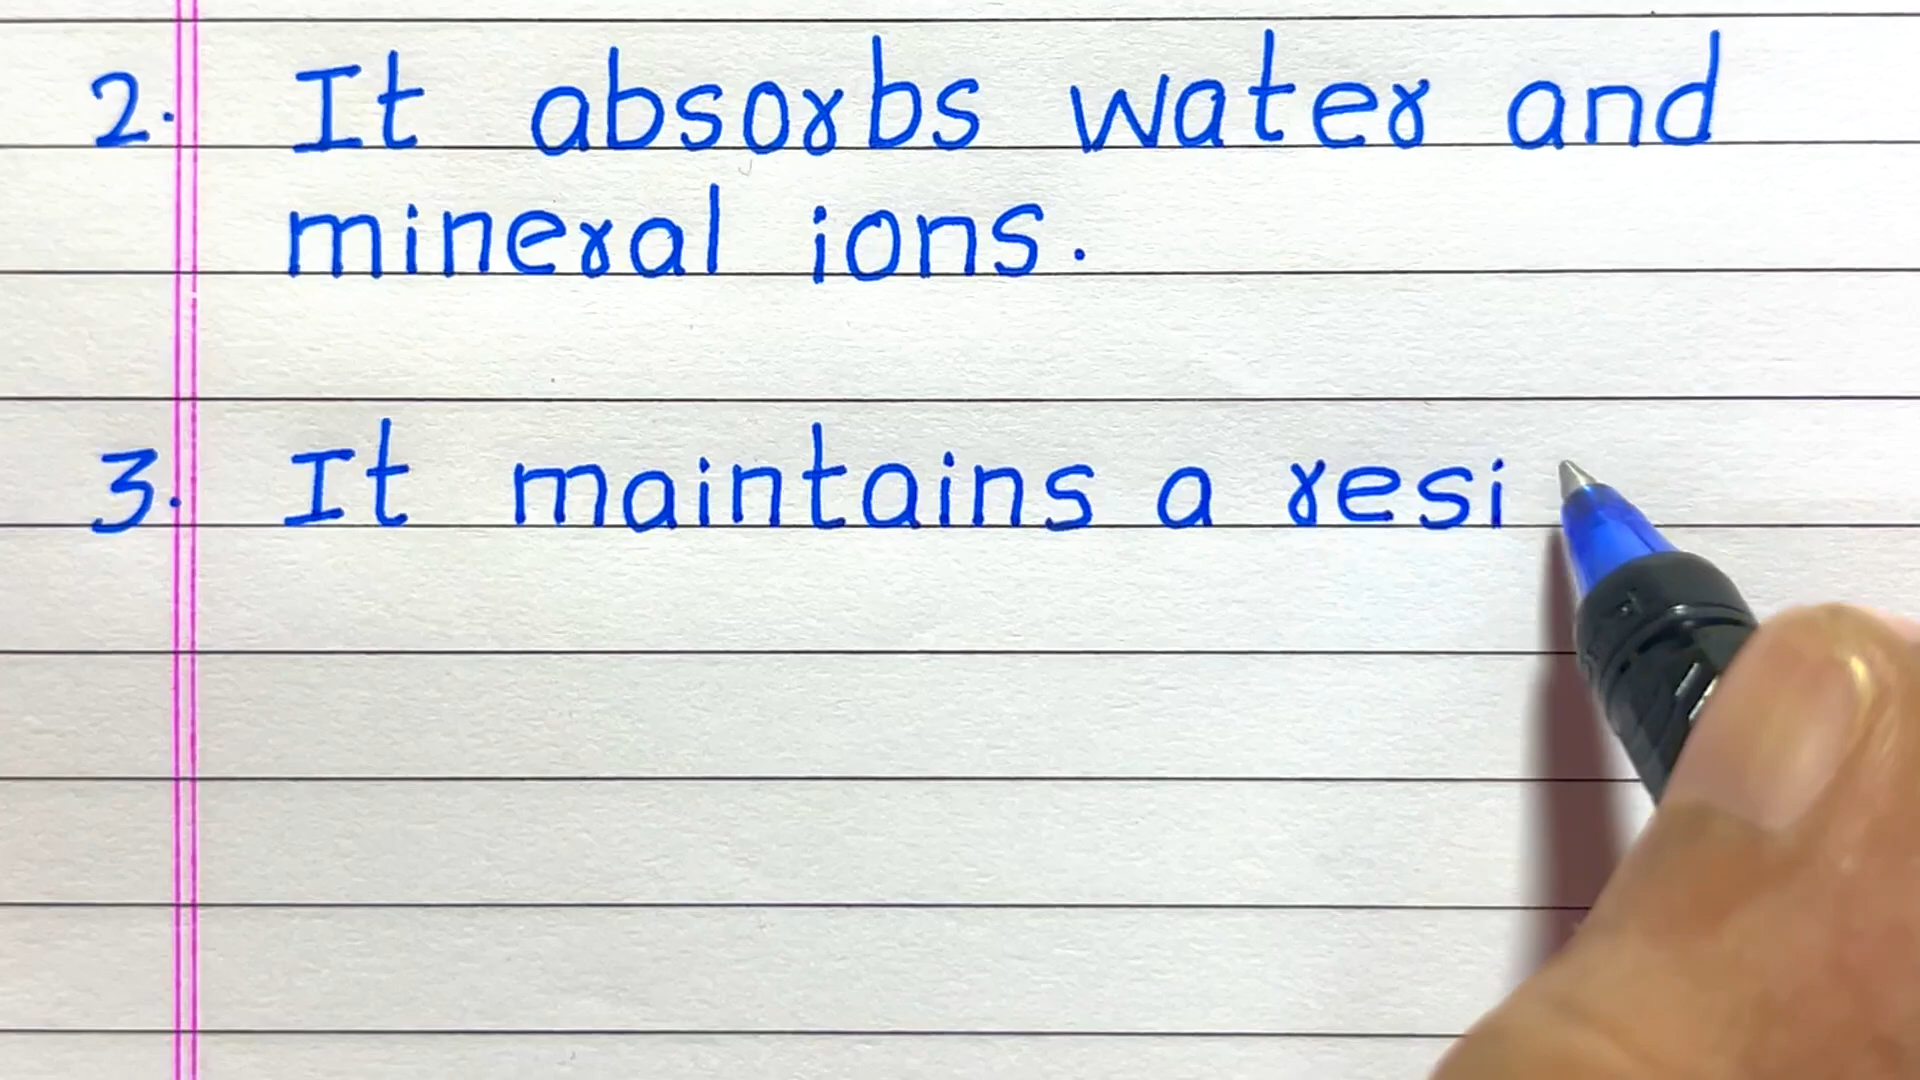 2. It absorbs water and
mineral ions.
3. It maintains a resi